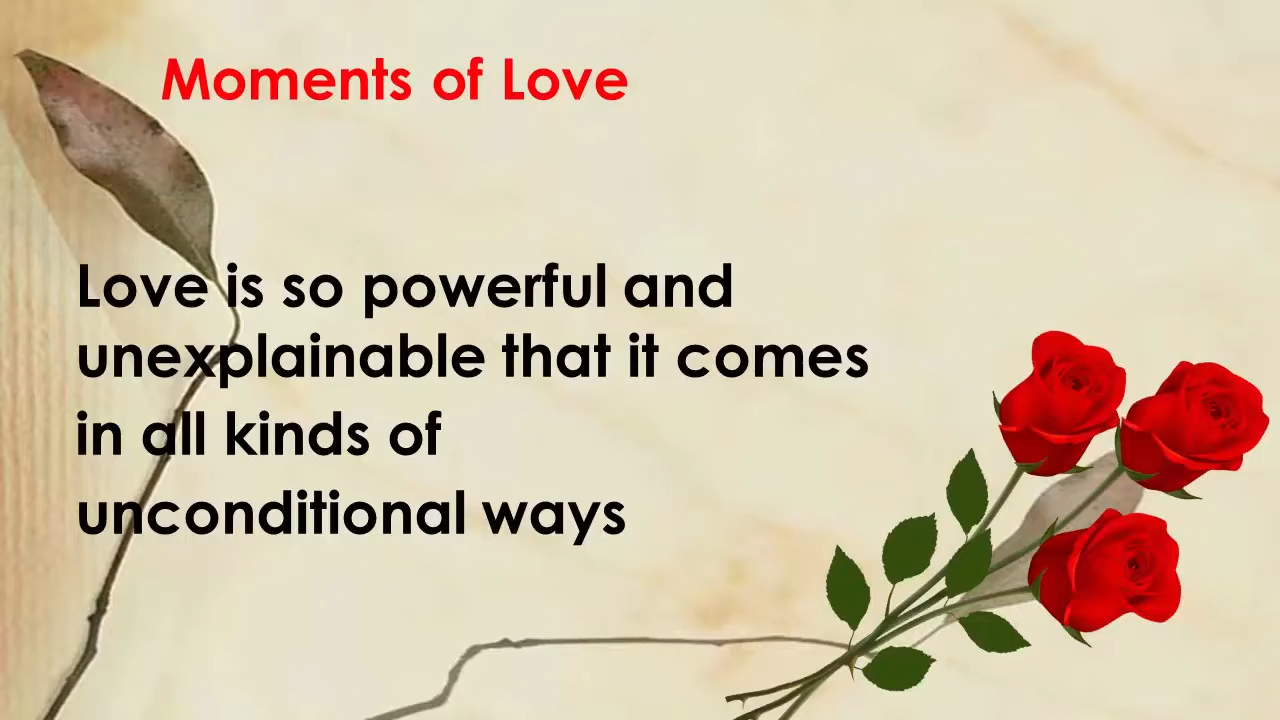 Moments of Love
Love is so powerful and
unexplainable that it comes
in all kinds of
unconditional ways